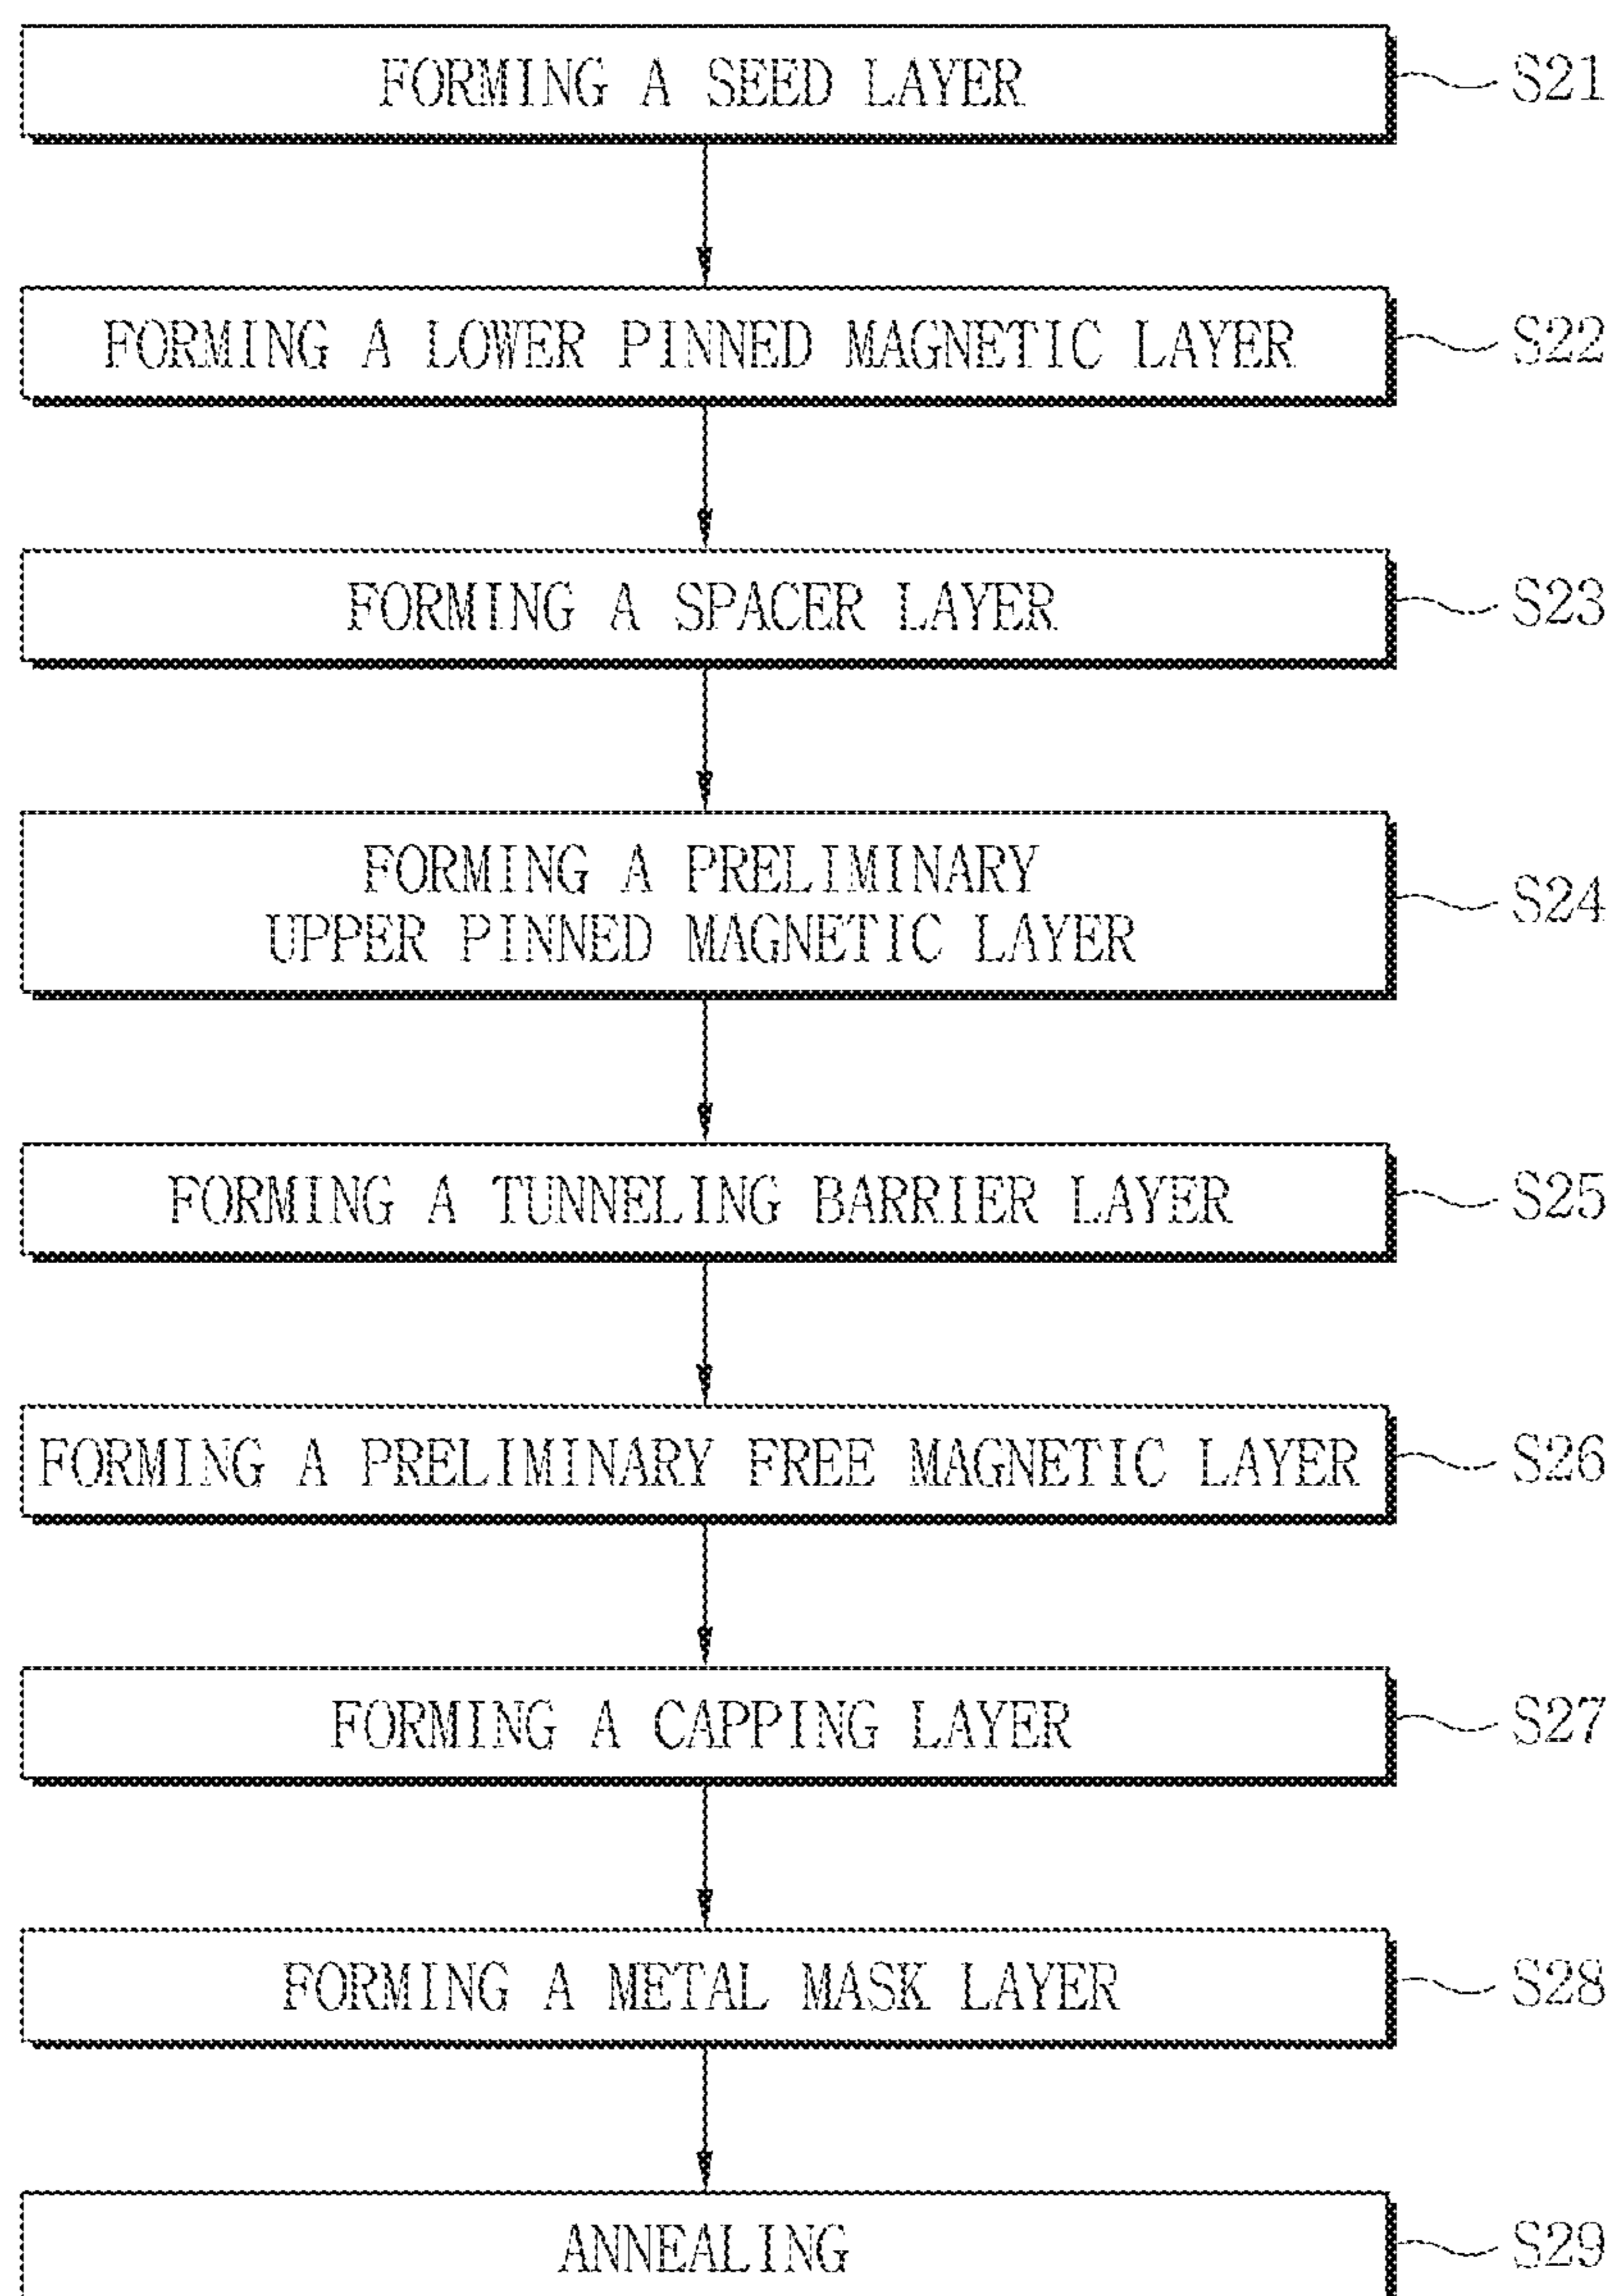 FORMING A SEED LAYER
S21
FORMING A LOWER PINNED MAGNETIC LAYER
S22
FORMING A SPACER LAYER
S23
FORMING A PRELIMINARY
UPPER PINNED MAGNETIC LAYER
S24
FORMING A TUNNELING BARRIER LAYER
S25
FORMING A PRELIMINARY FREE MAGNETIC LAYER
S26
FORMING A CAPPING LAYER
S27
FORMING A METAL MASK LAYER
S28
ANNEALING
S29